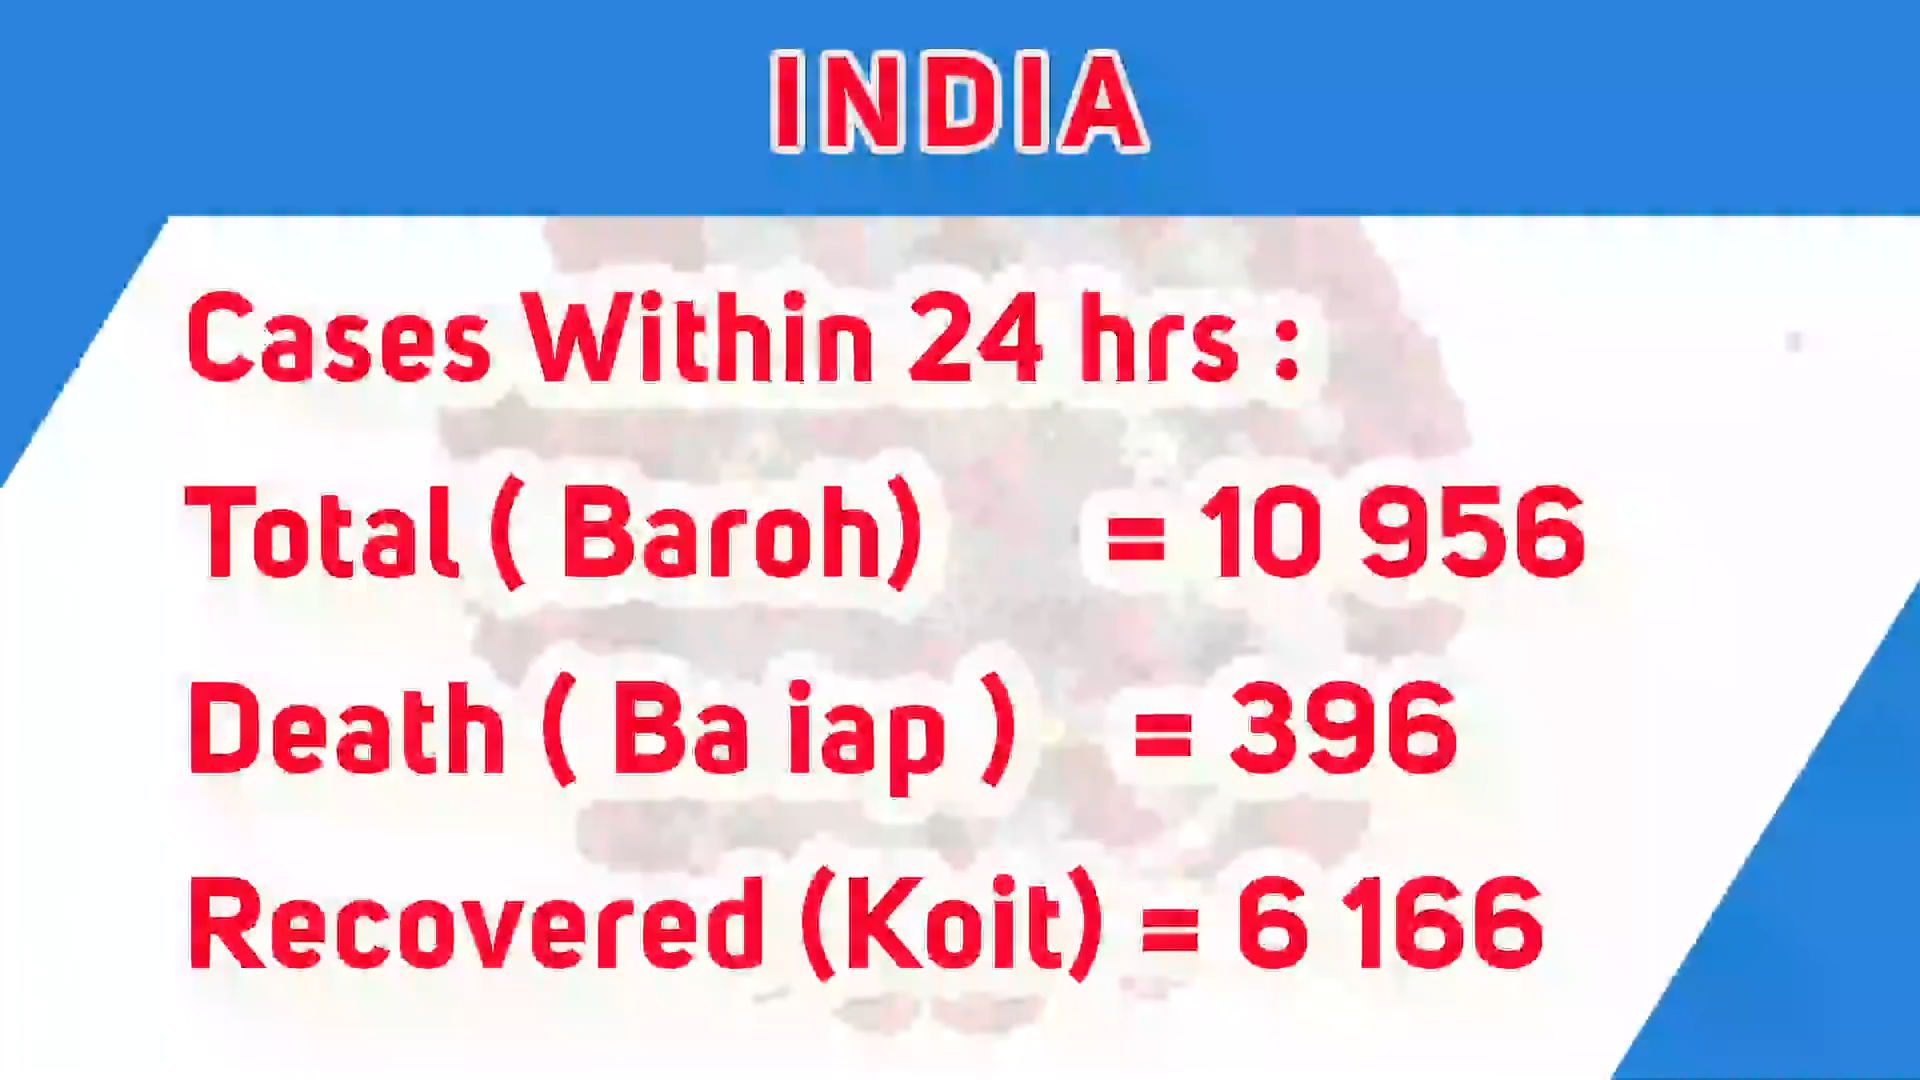 INDIA
Cases Within 24 hrs :
Total ( Baroh) = 10 956
Death ( Ba iap ) = 396
Recovered (Koit) = 6 166